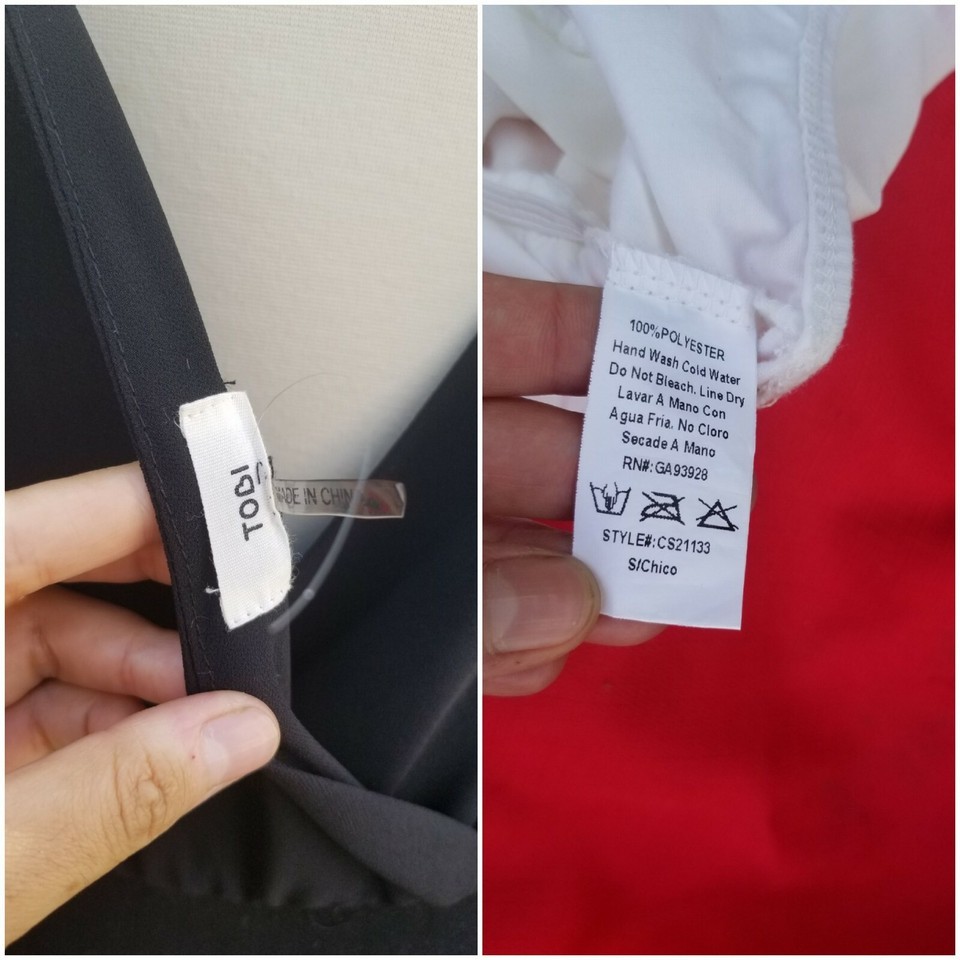 TOBI
MADE IN CHINA
100%POLYESTER
Hand Wash Cold Water
Do Not Bleach. Line Dry
Lavar A Mano Con
Agua Fria. No Cloro
Secade A Mano
RN#:GA93928
STYLE#:CS21133
S/Chico